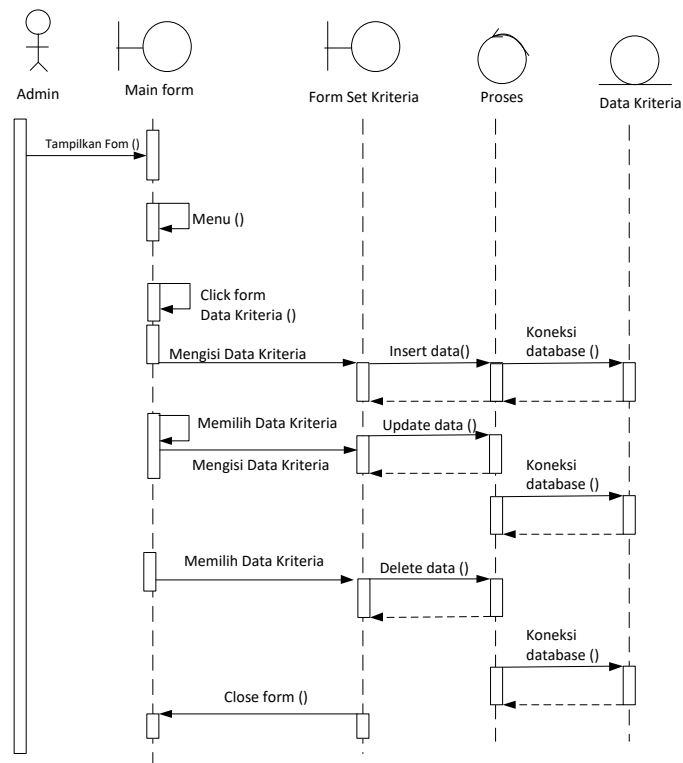 Admin
Main form
Form Set Kriteria
Proses
Data Kriteria
Tampilkan Fom ()
Menu ()
Click form
Data Kriteria ()
Mengisi Data Kriteria
Insert data()
Koneksi
database ()
Memilih Data Kriteria
Update data ()
Mengisi Data Kriteria
Koneksi
database ()
Memilih Data Kriteria
Delete data ()
Koneksi
database ()
Close form ()